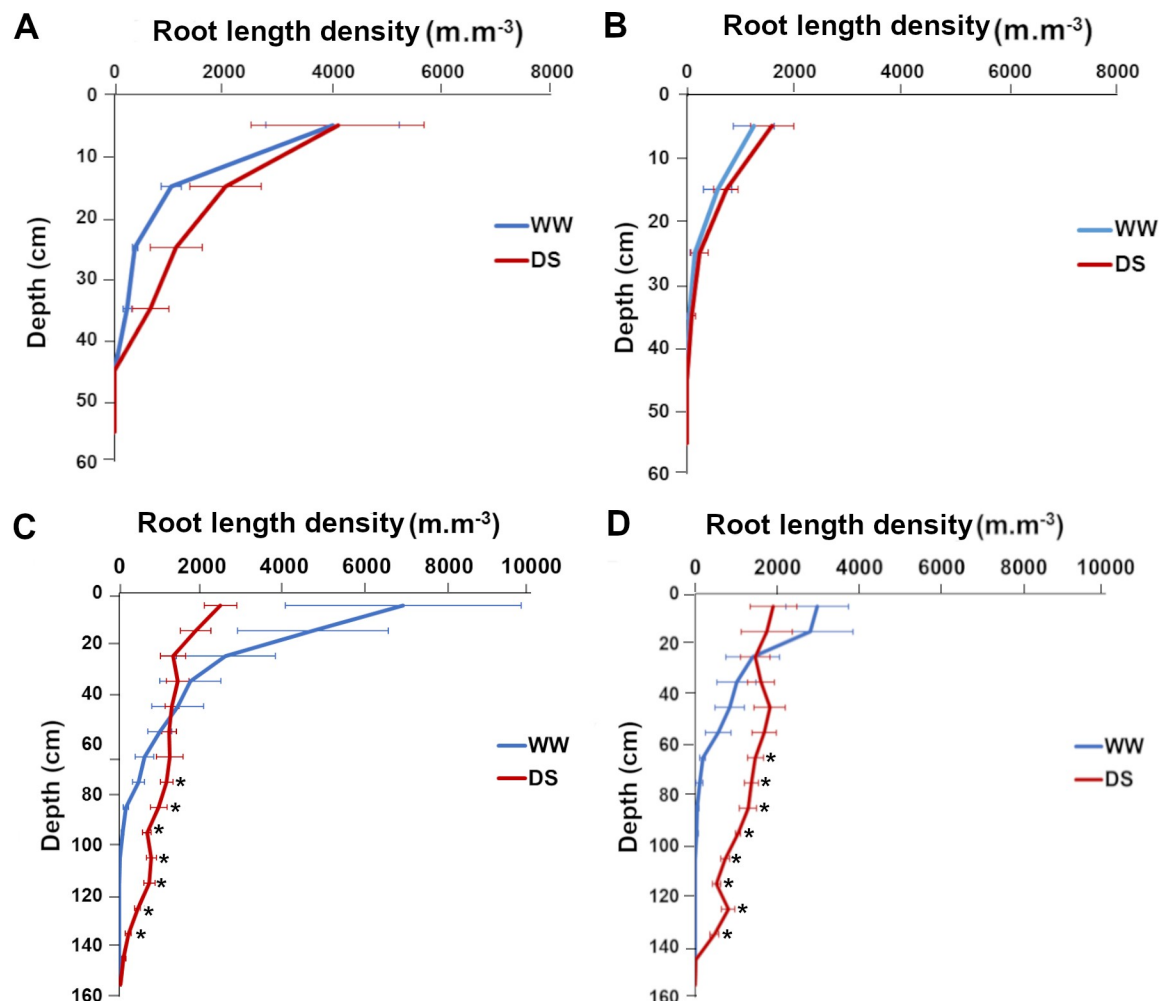 A
Root length density (m.m-3)
0 2000 4000 6000 8000
0
10
20
30
40
50
60
Depth (cm)
WW
DS
B
Root length density (m.m-3)
0 2000 4000 6000 8000
0
10
20
30
40
50
60
Depth (cm)
WW
DS
C
Root length density (m.m-3)
0 2000 4000 6000 8000 10000
0
20
40
60
80
100
120
140
160
Depth (cm)
WW
DS
*
*
*
*
*
*
*
D
Root length density (m.m-3)
0 2000 4000 6000 8000 10000
0
20
40
60
80
100
120
140
160
Depth (cm)
WW
DS
*
*
*
*
*
*
*
*